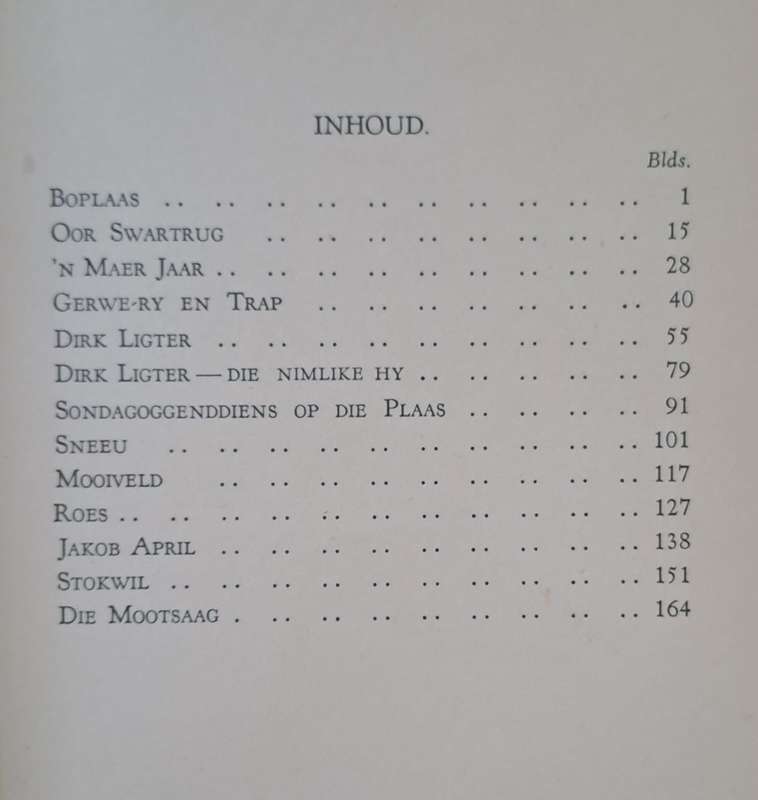 INHOUD.
Blds.
BOPLAAS .. .. .. .. .. .. .. .. .. .. 1
OOR SWARTRUG .. .. .. .. .. .. .. .. 15
'N MAER JAAR .. .. .. .. .. .. .. .. .. 28
GERWE-RY EN TRAP .. .. .. .. .. .. .. 40
DIRK LIGTER .. .. .. .. .. .. .. .. .. 55
DIRK LIGTER — DIE NIMLIKE HY .. .. .. .. .. 79
SONDAGOGGENDDIENS OP DIE PLAAS .. .. .. .. 91
SNEEU .. .. .. .. .. .. .. .. .. .. 101
MOOIVELD .. .. .. .. .. .. .. .. .. 117
ROES .. .. .. .. .. .. .. .. .. .. .. 127
JAKOB APRIL .. .. .. .. .. .. .. .. .. 138
STOKWIL .. .. .. .. .. .. .. .. .. .. 151
DIE MOOTSAAG . .. .. .. .. .. .. .. .. 164